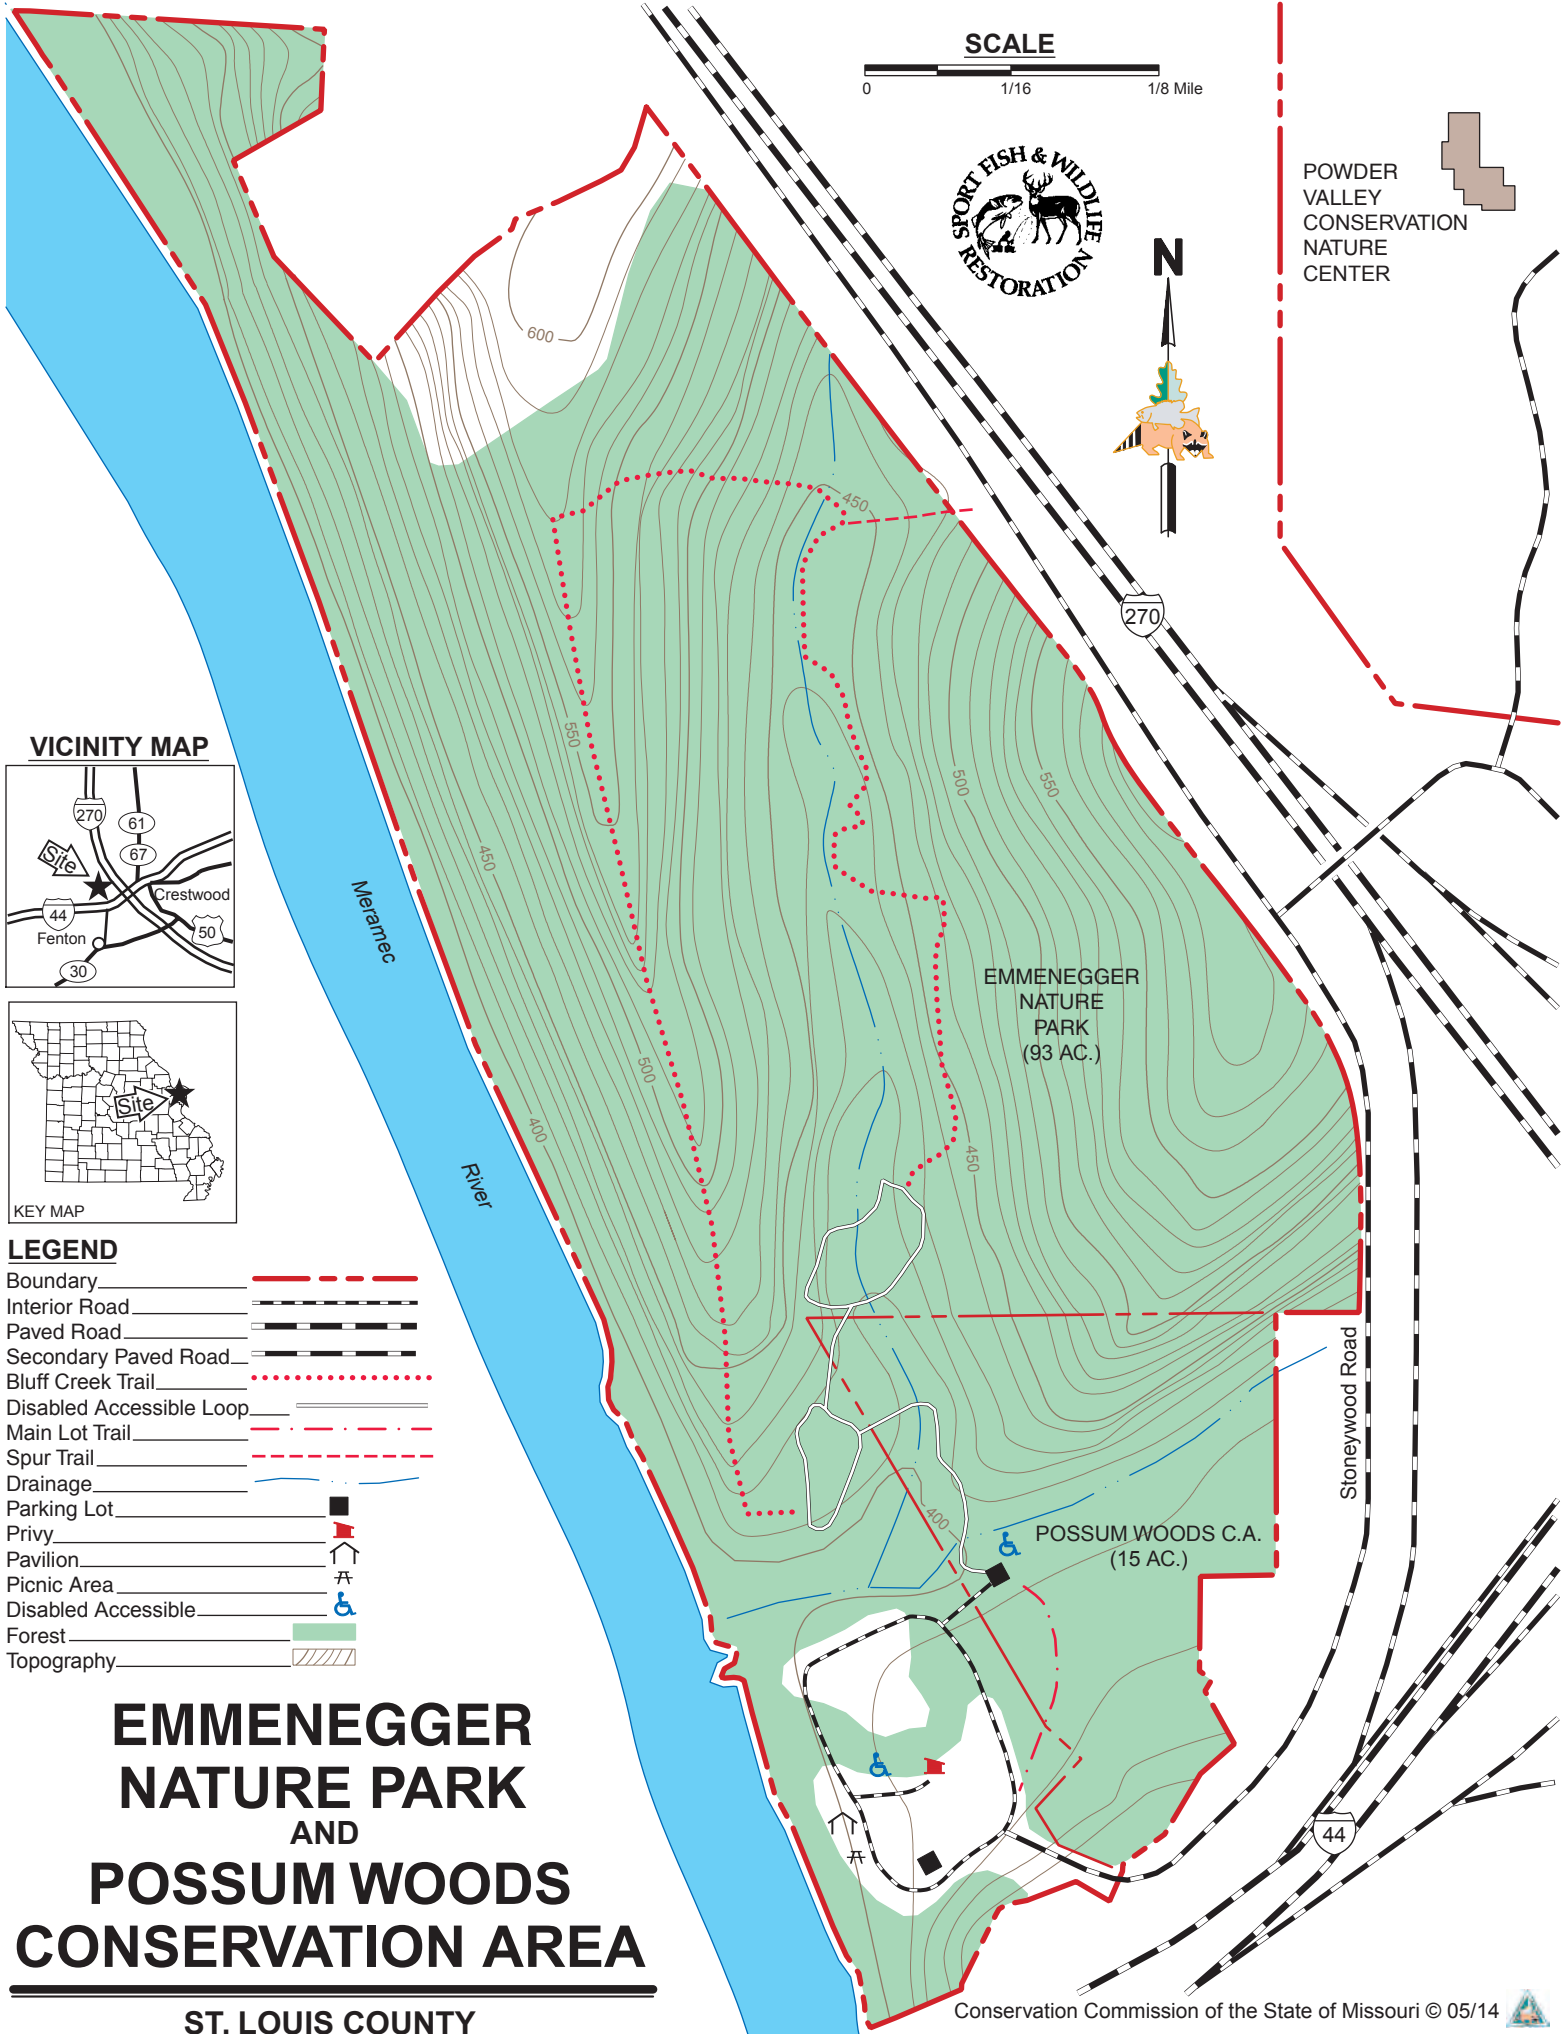 SCALE
0 1/16 1/8 Mile
SPORT FISH & WILDLIFE
RESTORATION
POWDER
VALLEY
CONSERVATION
NATURE
CENTER
N
600
450
270
550
500
550
450
VICINITY MAP
270
61
67
Site
Crestwood
44
50
Fenton
30
Meramec
River
EMMENEGGER
NATURE
PARK
(93 AC.)
500
400
450
Site
KEY MAP
LEGEND
Boundary
Interior Road
Paved Road
Secondary Paved Road
Bluff Creek Trail
Disabled Accessible Loop
Main Lot Trail
Spur Trail
Drainage
Parking Lot
Privy
Pavilion
Picnic Area
Disabled Accessible
Forest
Topography
Stoneywood Road
400
POSSUM WOODS C.A.
(15 AC.)
44
EMMENEGGER
NATURE PARK
AND
POSSUM WOODS
CONSERVATION AREA
ST. LOUIS COUNTY
Conservation Commission of the State of Missouri © 05/14